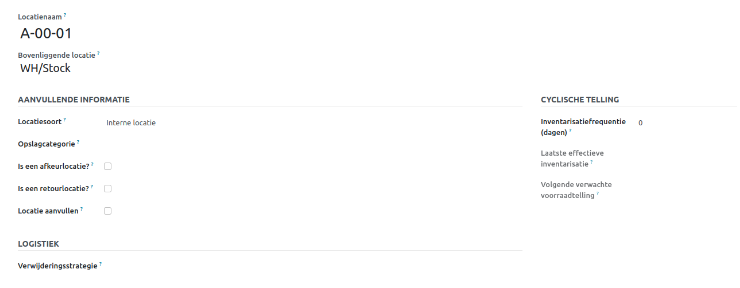 Locatienaam ?
A-00-01
Bovenliggende locatie ?
WH/Stock
AANVULLENDE INFORMATIE
Locatiesoort ? Interne locatie
Opslagcategorie ?
Is een afkeurlocatie? ?
Is een retourlocatie? ?
Locatie aanvullen ?
LOGISTIEK
Verwijderingsstrategie ?
CYCLISCHE TELLING
Inventarisatiefrequentie 0
(dagen) ?
Laatste effectieve
inventarisatie ?
Volgende verwachte
voorraadtelling ?